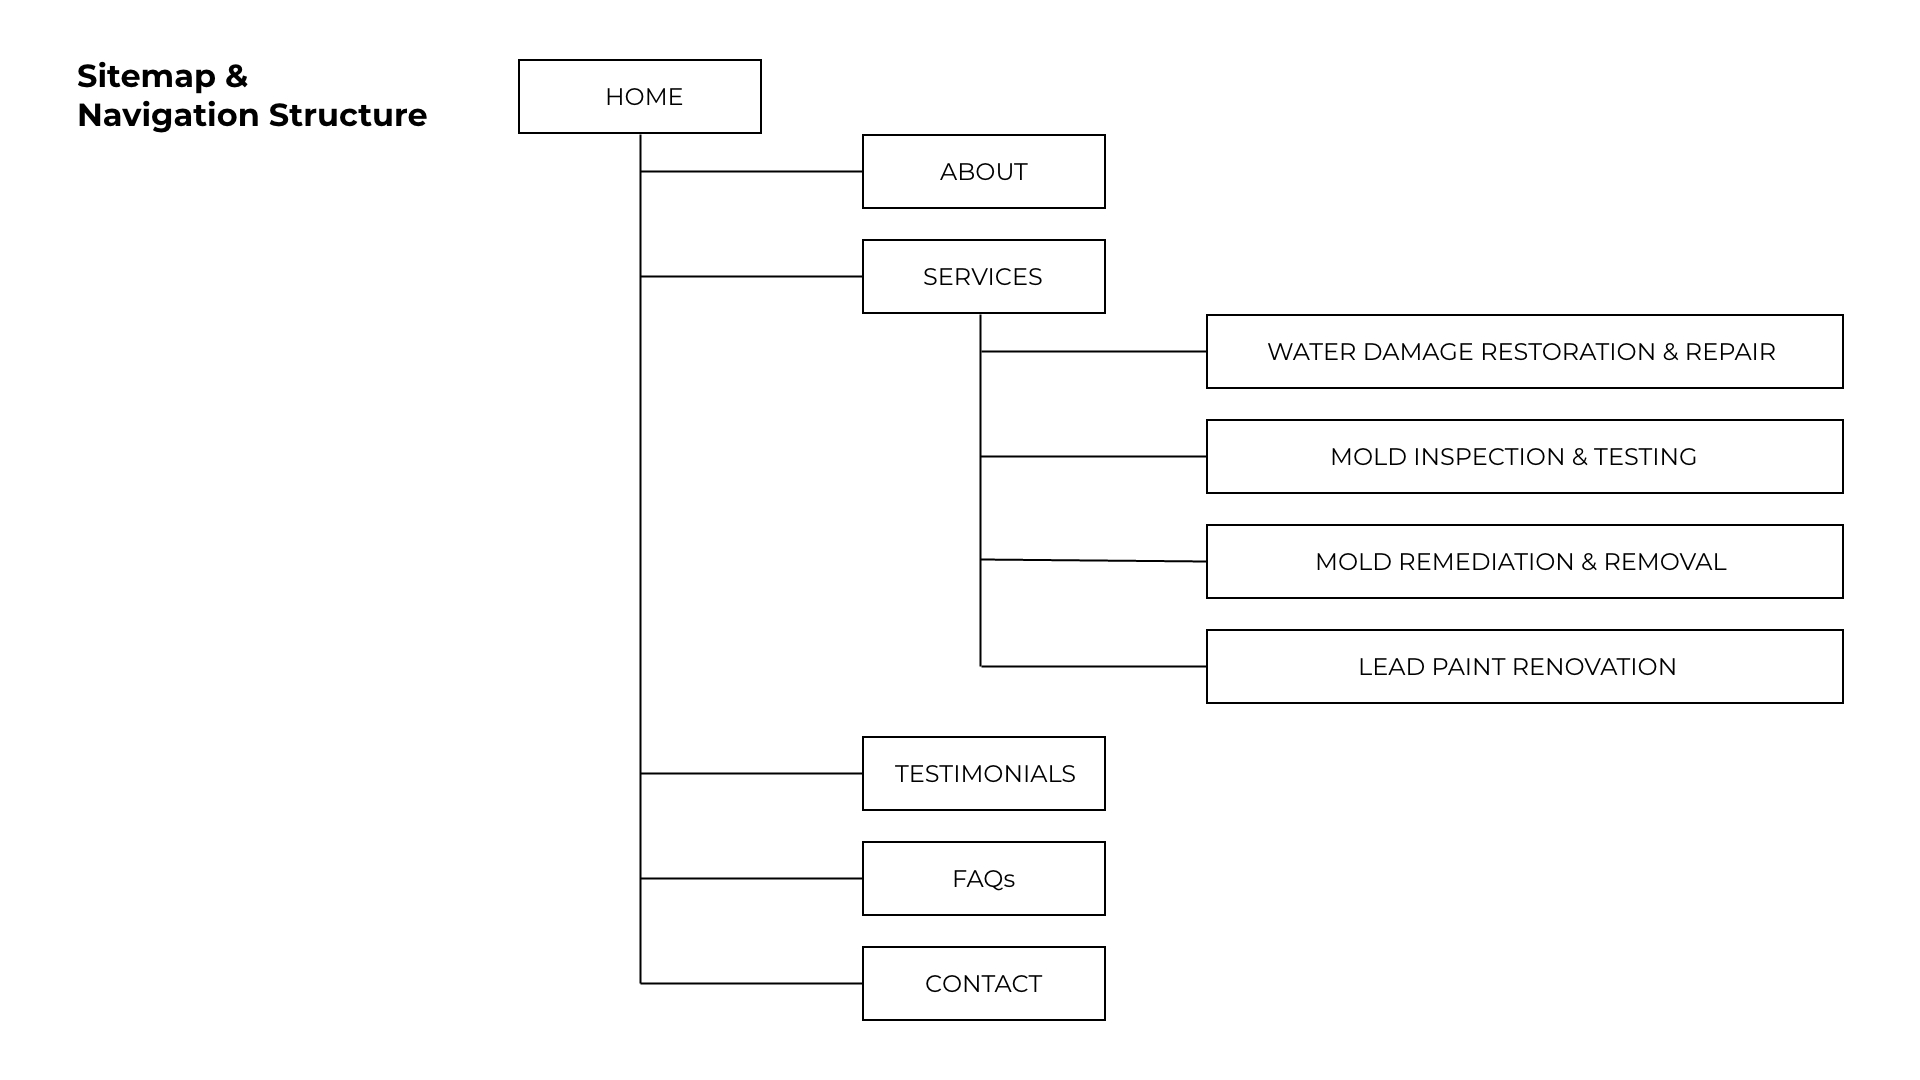 Sitemap &
Navigation Structure
HOME
ABOUT
SERVICES
WATER DAMAGE RESTORATION & REPAIR
MOLD INSPECTION & TESTING
MOLD REMEDIATION & REMOVAL
LEAD PAINT RENOVATION
TESTIMONIALS
FAQs
CONTACT